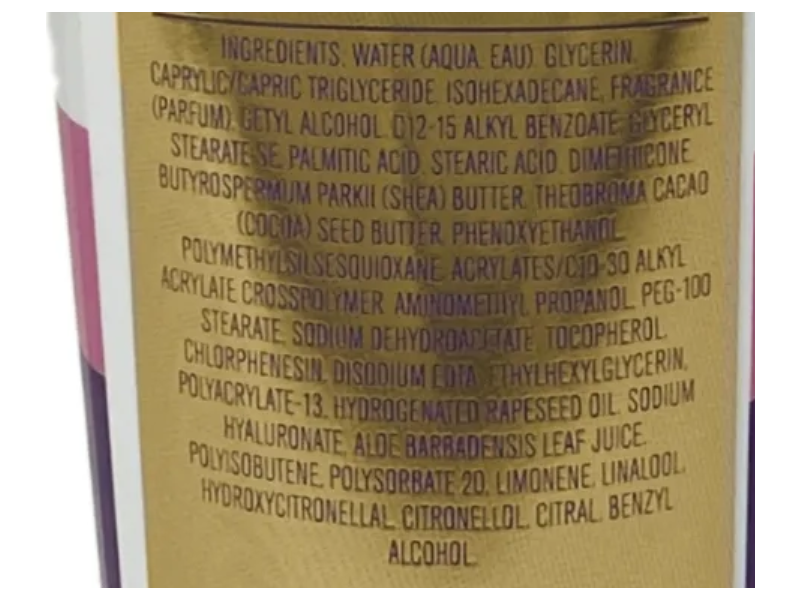 INGREDIENTS. WATER (AQUA. EAU). GLYCERIN,
CAPRYLIC/CAPRIC TRIGLYCERIDE, ISOHEXADECANE, FRAGRANCE
(PARFUM), CETYL ALCOHOL, C12-15 ALKYL BENZOATE, GLYCERYL
STEARATE SE, PALMITIC ACID, STEARIC ACID, DIMETHICONE,
BUTYROSPERMUM PARKII (SHEA) BUTTER, THEOBROMA CACAO
(COCOA) SEED BUTTER, PHENOXYETHANOL,
POLYMETHYLSILSESQUIOXANE, ACRYLATES/C10-30 ALKYL
ACRYLATE CROSSPOLYMER, AMINOMETHYL PROPANOL, PEG-100
STEARATE, SODIUM DEHYDROACETATE, TOCOPHEROL,
CHLORPHENESIN, DISODIUM EDTA, ETHYLHEXYLGLYCERIN,
POLYACRYLATE-13, HYDROGENATED RAPESEED OIL, SODIUM
HYALURONATE, ALOE BARBADENSIS LEAF JUICE,
POLYISOBUTENE, POLYSORBATE 20, LIMONENE, LINALOOL,
HYDROXYCITRONELLAL, CITRONELLOL, CITRAL, BENZYL
ALCOHOL.